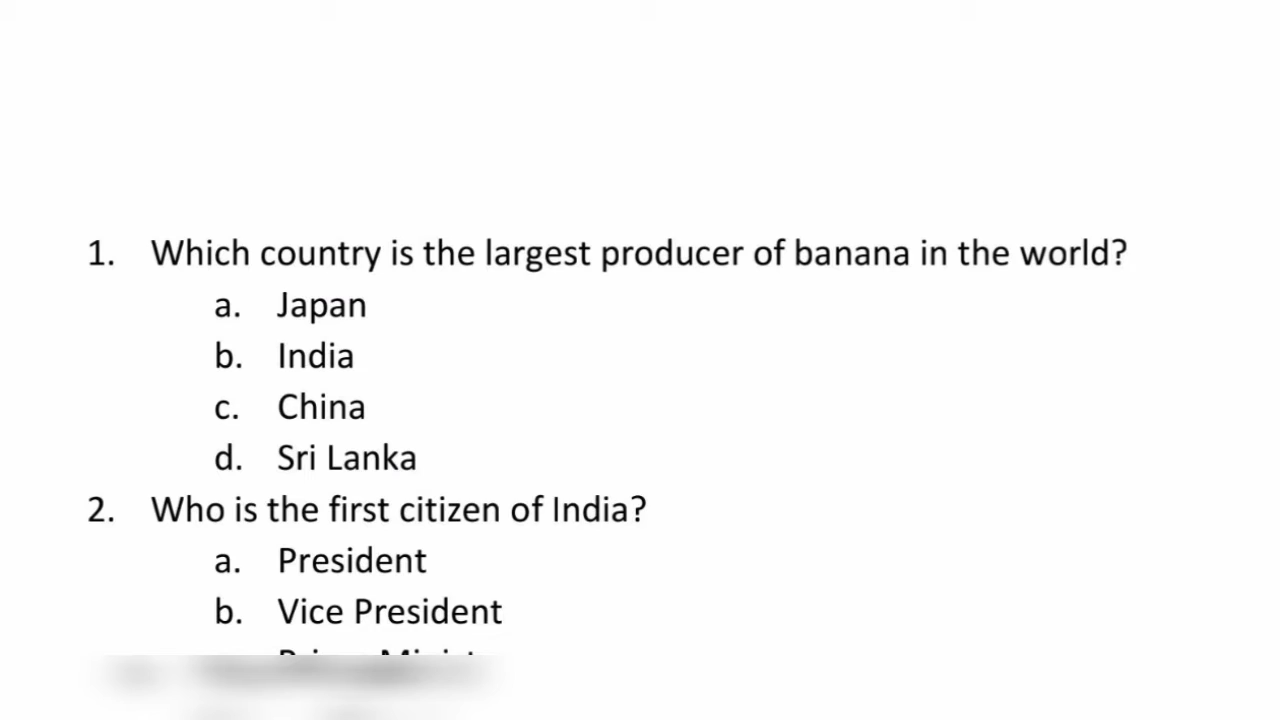 1. Which country is the largest producer of banana in the world?
a. Japan
b. India
c. China
d. Sri Lanka
2. Who is the first citizen of India?
a. President
b. Vice President